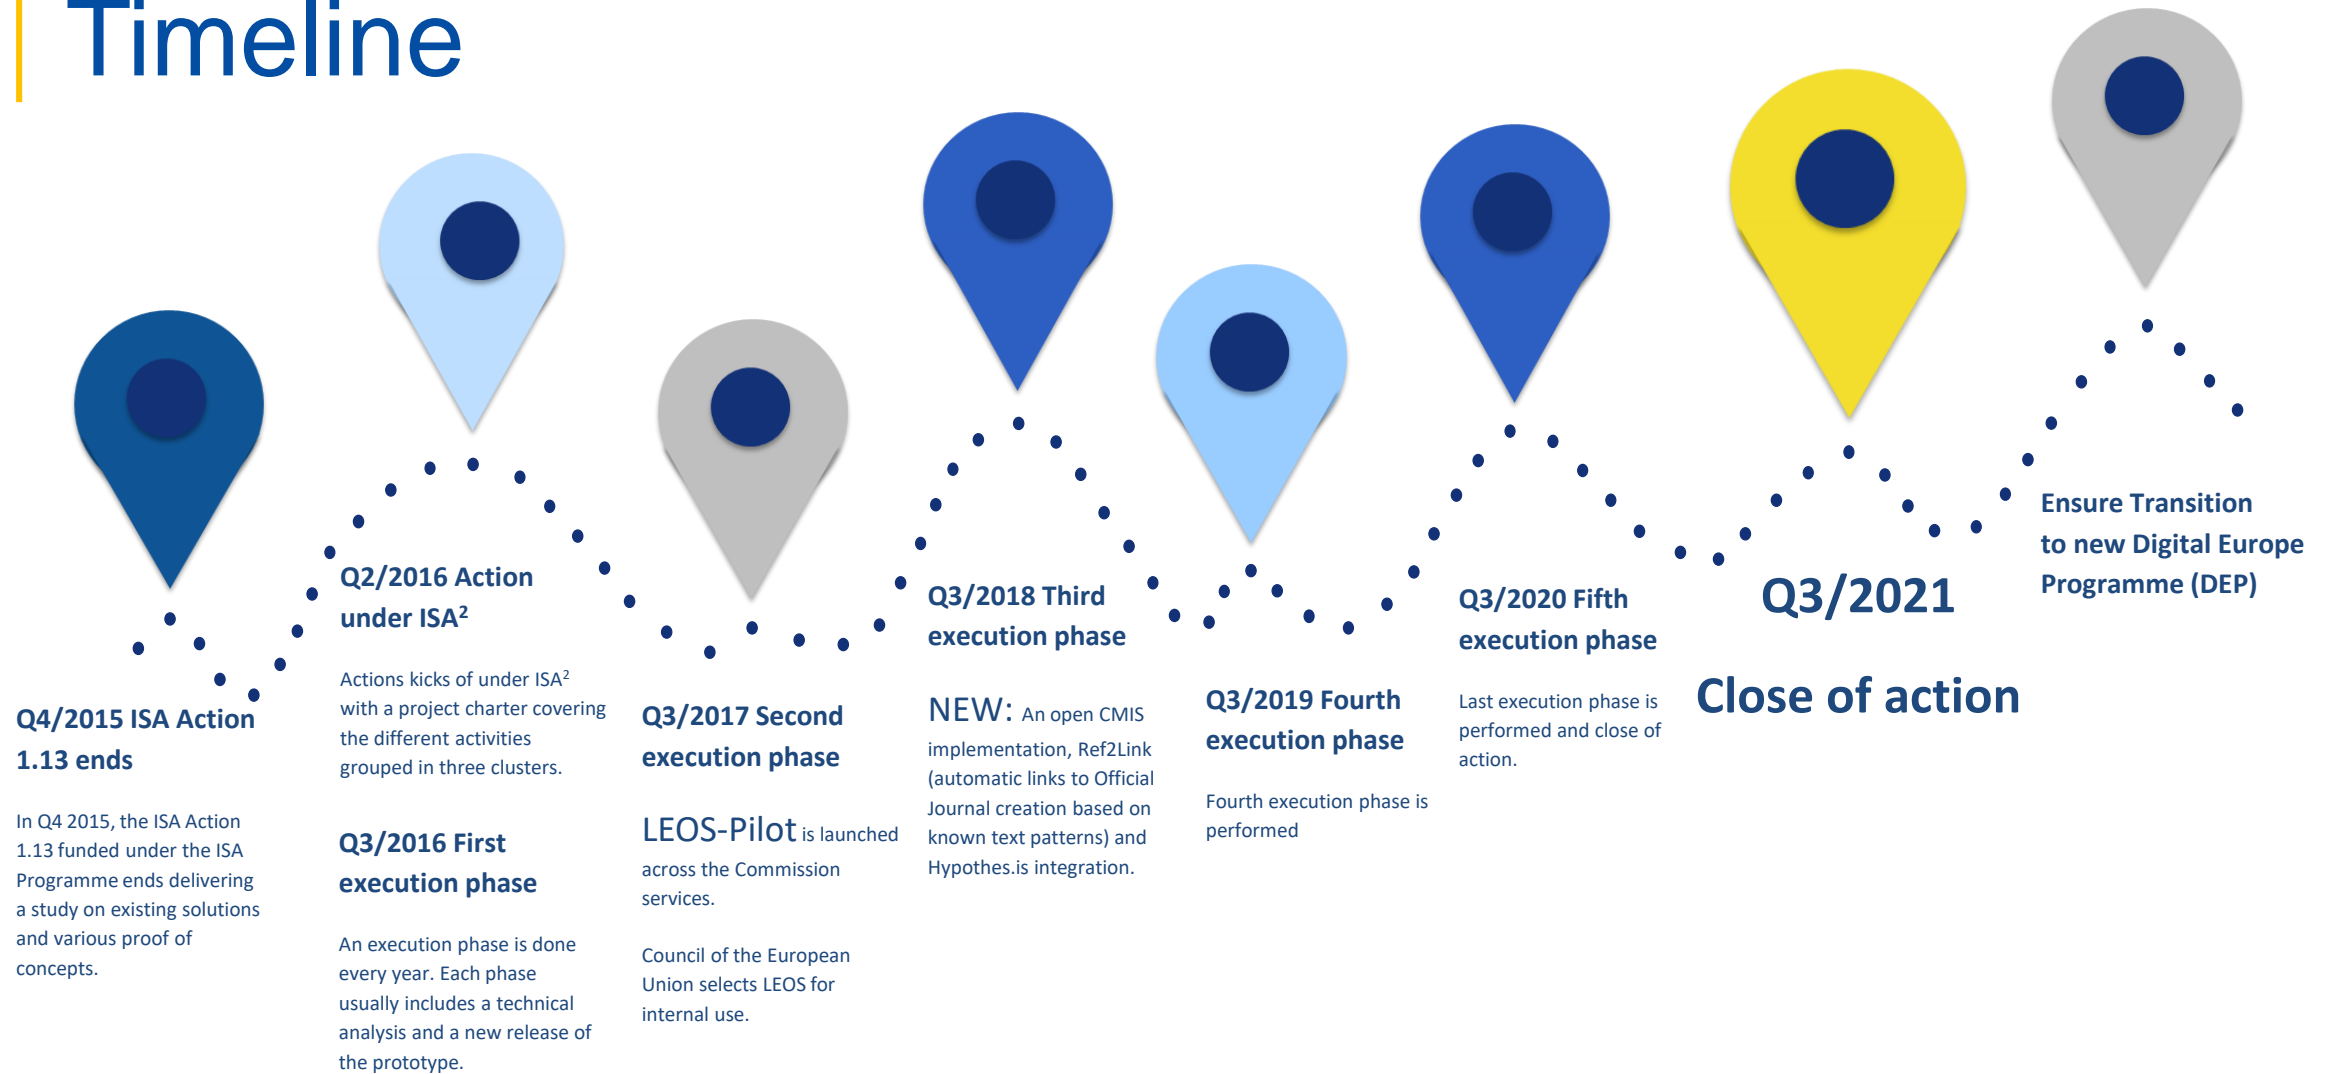 Timeline
Q4/2015 ISA Action
1.13 ends
In Q4 2015, the ISA Action
1.13 funded under the ISA
Programme ends delivering
a study on existing solutions
and various proof of
concepts.
Q2/2016 Action
under ISA²
Actions kicks of under ISA²
with a project charter covering
the different activities
grouped in three clusters.
Q3/2016 First
execution phase
An execution phase is done
every year. Each phase
usually includes a technical
analysis and a new release of
the prototype.
Q3/2017 Second
execution phase
LEOS-Pilot is launched
across the Commission
services.
Council of the European
Union selects LEOS for
internal use.
Q3/2018 Third
execution phase
NEW: An open CMIS
implementation, Ref2Link
(automatic links to Official
Journal creation based on
known text patterns) and
Hypothes.is integration.
Q3/2019 Fourth
execution phase
Fourth execution phase is
performed
Q3/2020 Fifth
execution phase
Last execution phase is
performed and close of
action.
Q3/2021
Close of action
Ensure Transition
to new Digital Europe
Programme (DEP)